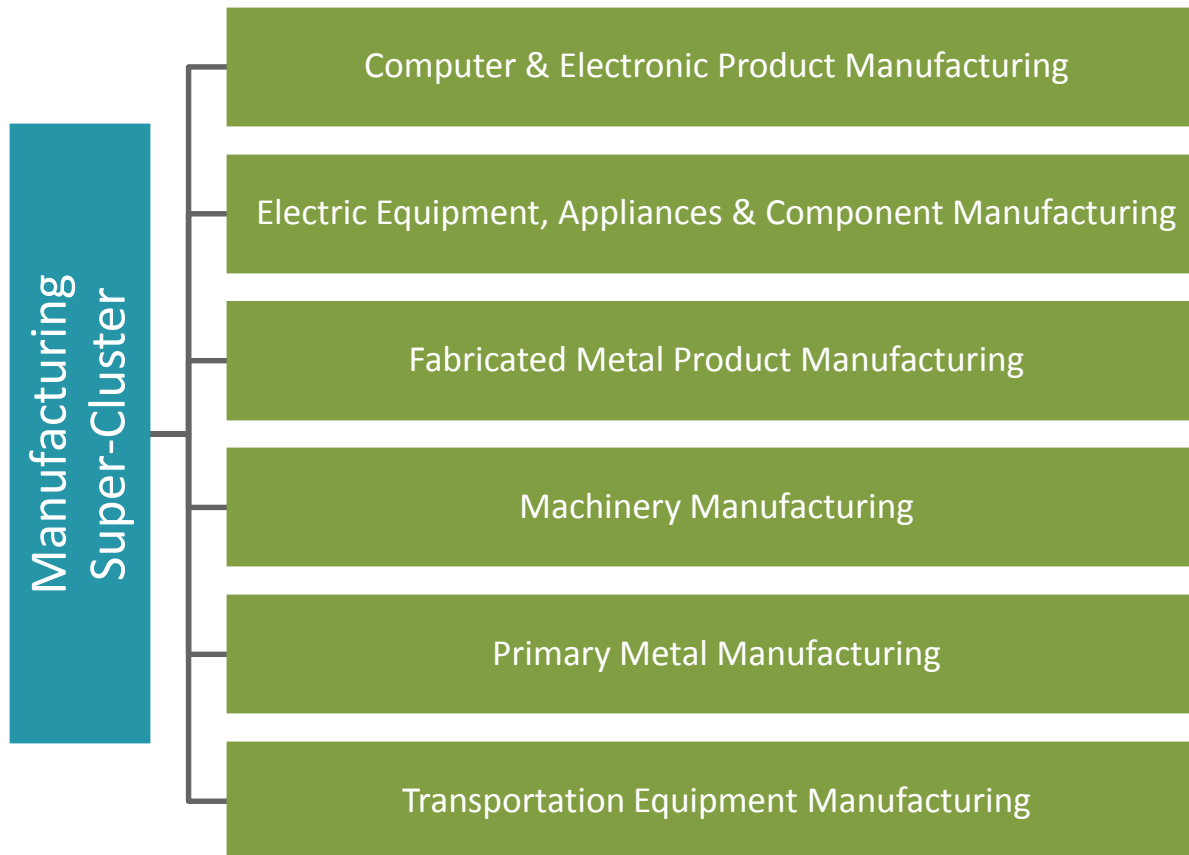 Manufacturing
Super-Cluster
Computer & Electronic Product Manufacturing
Electric Equipment, Appliances & Component Manufacturing
Fabricated Metal Product Manufacturing
Machinery Manufacturing
Primary Metal Manufacturing
Transportation Equipment Manufacturing